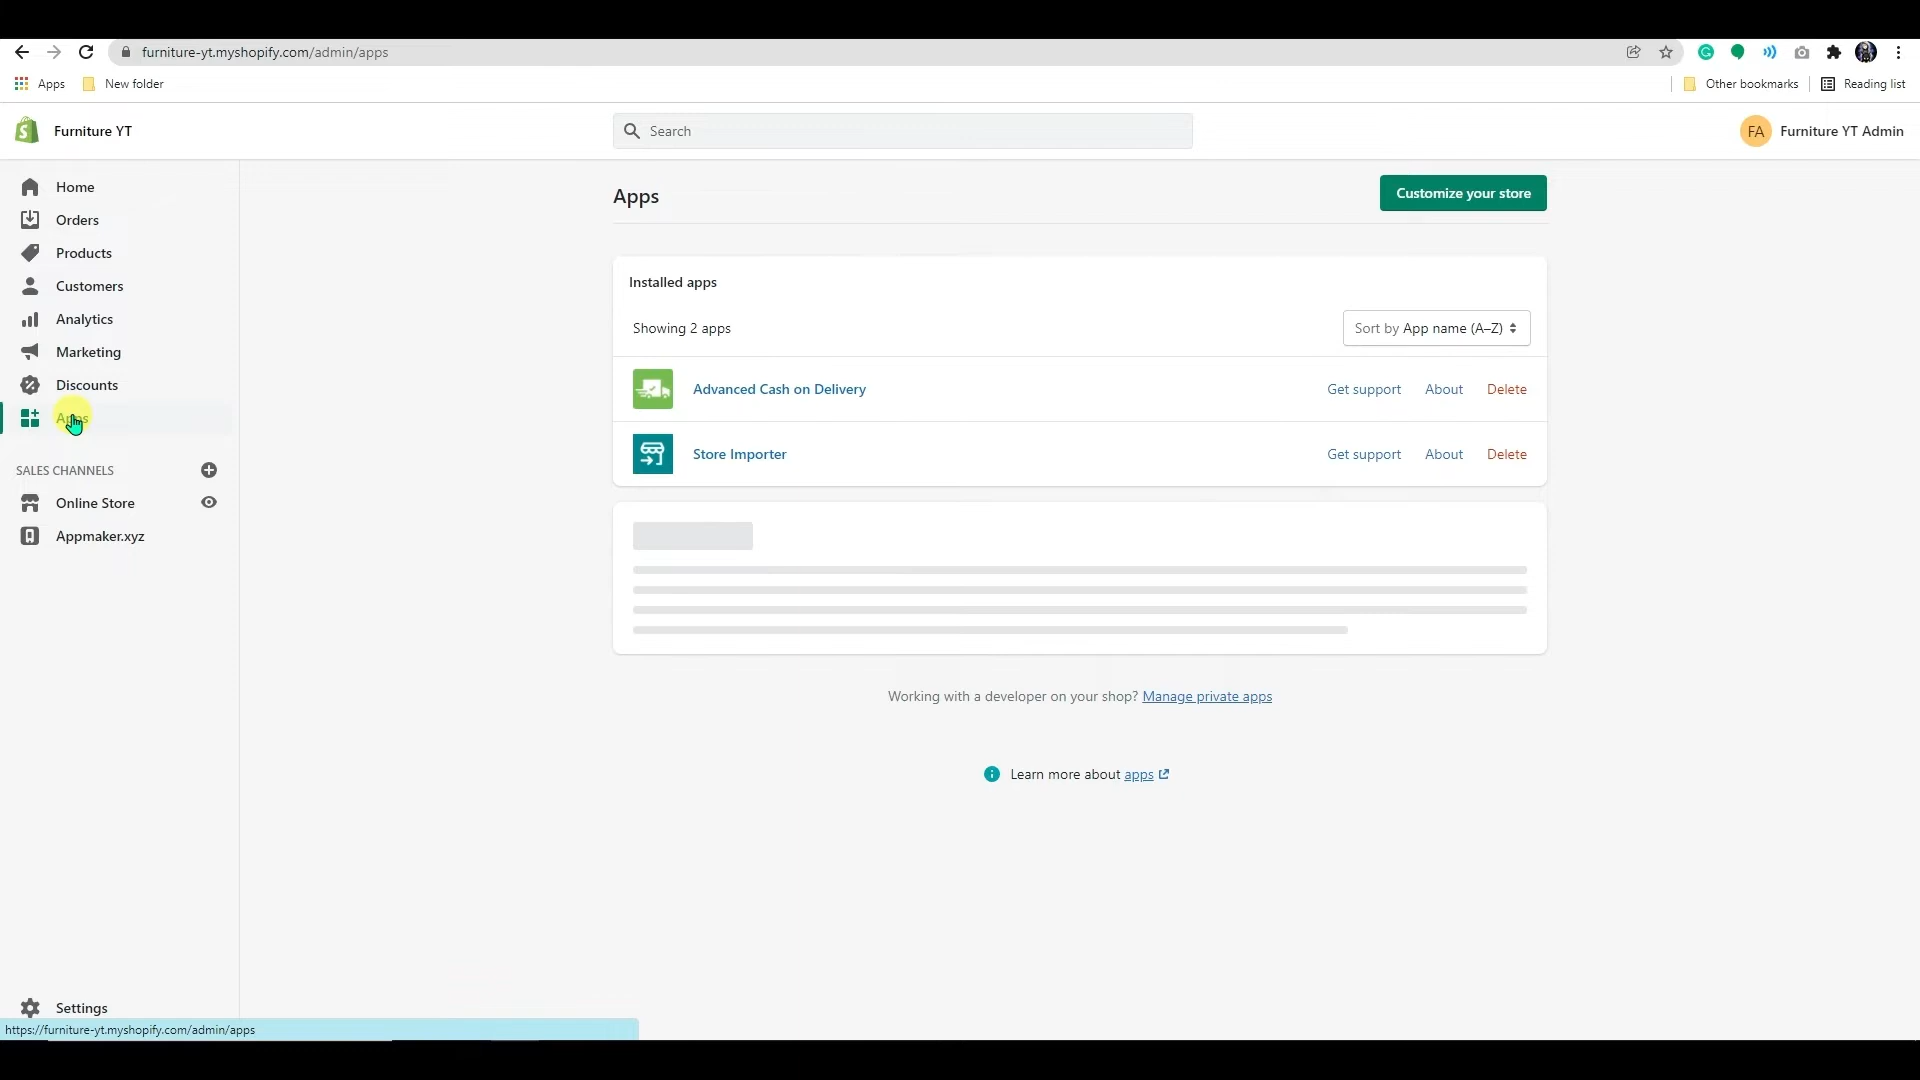 furniture-yt.myshopify.com/admin/apps
Apps
New folder
Other bookmarks
Reading list
Furniture YT
Search
FA
Furniture YT Admin
Home
Orders
Products
Customers
Analytics
Marketing
Discounts
Apps
SALES CHANNELS
Online Store
Appmaker.xyz
Settings
Apps
Customize your store
Installed apps
Showing 2 apps
Sort by App name (A–Z)
Advanced Cash on Delivery
Get support
About
Delete
Store Importer
Get support
About
Delete
Working with a developer on your shop? Manage private apps
Learn more about apps
https://furniture-yt.myshopify.com/admin/apps